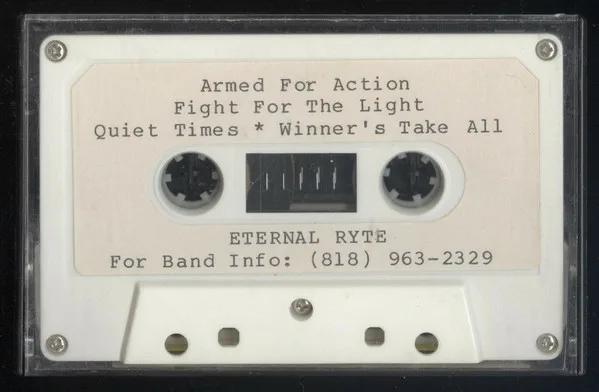 Armed For Action
Fight For The Light
Quiet Times * Winner's Take All
ETERNAL RYTE
For Band Info: (818) 963-2329